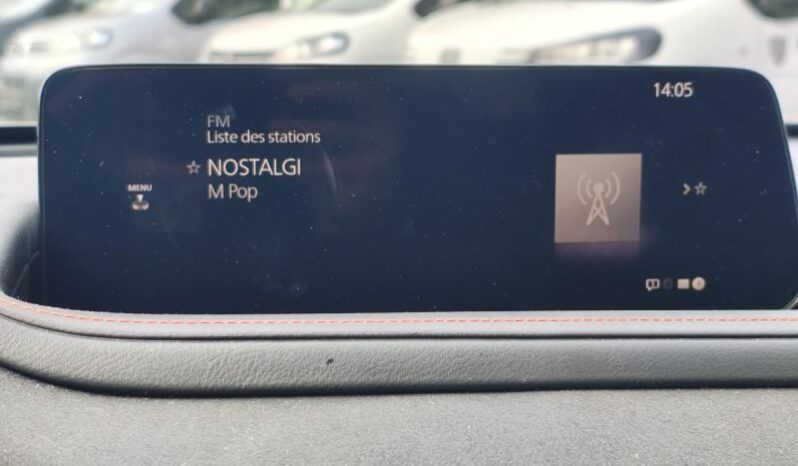 14:05
FM
Liste des stations
☆ NOSTALGI
M Pop
MENU